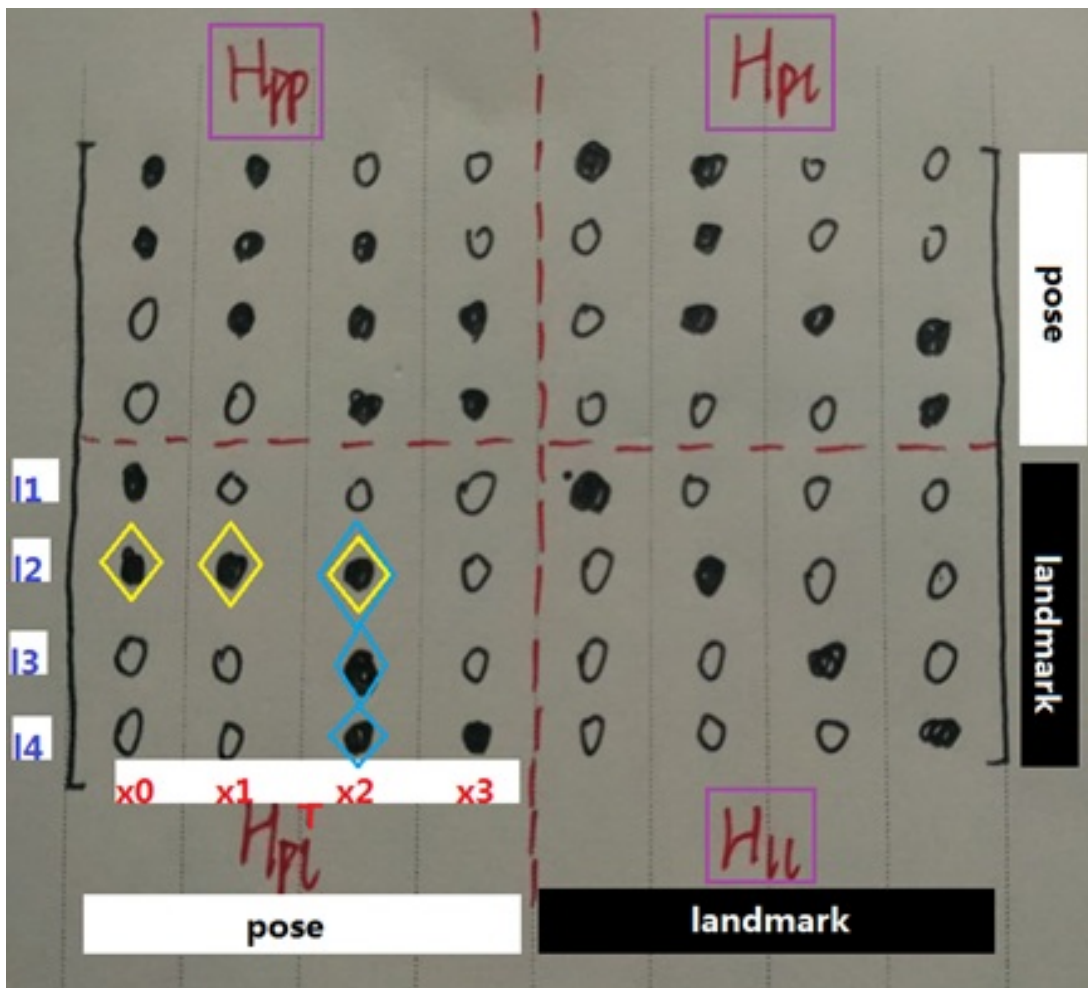 Hpp
Hpl
pose
l1
l2
landmark
l3
l4
x0 x1 x2 x3
Hpl T
Hll
pose
landmark